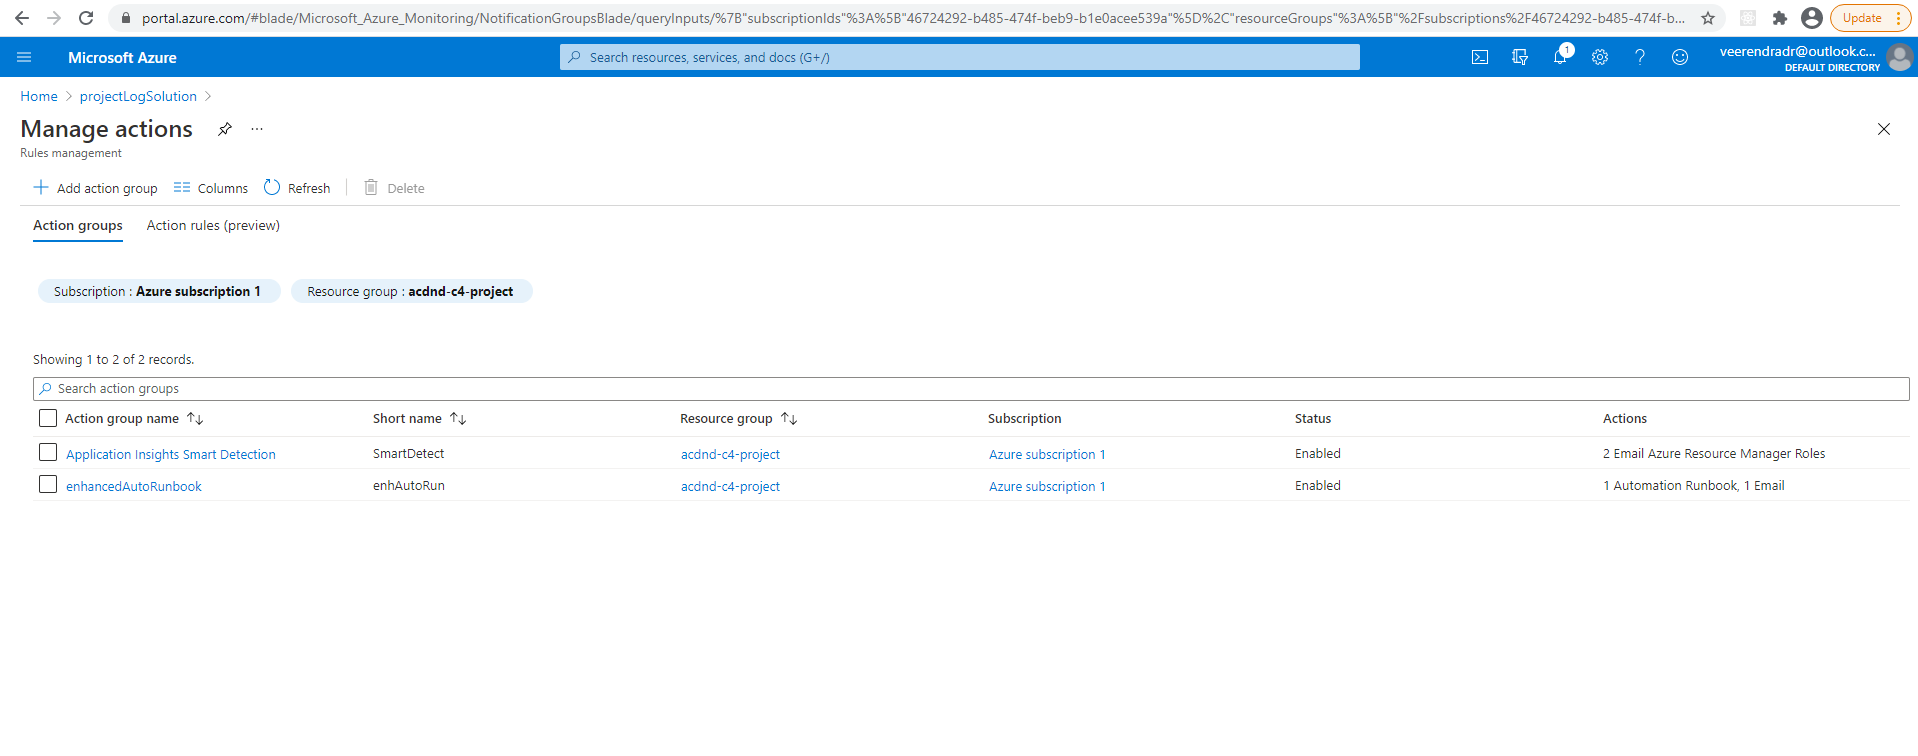 portal.azure.com/#blade/Microsoft_Azure_Monitoring/NotificationGroupsBlade/queryInputs/%7B"subscriptionIds"%3A%5B"46724292-b485-474f-beb9-b1e0acee539a"%5D%2C"resourceGroups"%3A%5B"%2Fsubscriptions%2F46724292-b485-474f-b...
Update
Microsoft Azure
Search resources, services, and docs (G+/)
1
veerendradr@outlook.c...
DEFAULT DIRECTORY
Home > projectLogSolution >
Manage actions ...
Rules management
Add action group Columns Refresh Delete
Action groups Action rules (preview)
Subscription : Azure subscription 1 Resource group : acdnd-c4-project
Showing 1 to 2 of 2 records.
Search action groups
Action group name Short name Resource group Subscription Status Actions
Application Insights Smart Detection SmartDetect acdnd-c4-project Azure subscription 1 Enabled 2 Email Azure Resource Manager Roles
enhancedAutoRunbook enhAutoRun acdnd-c4-project Azure subscription 1 Enabled 1 Automation Runbook, 1 Email